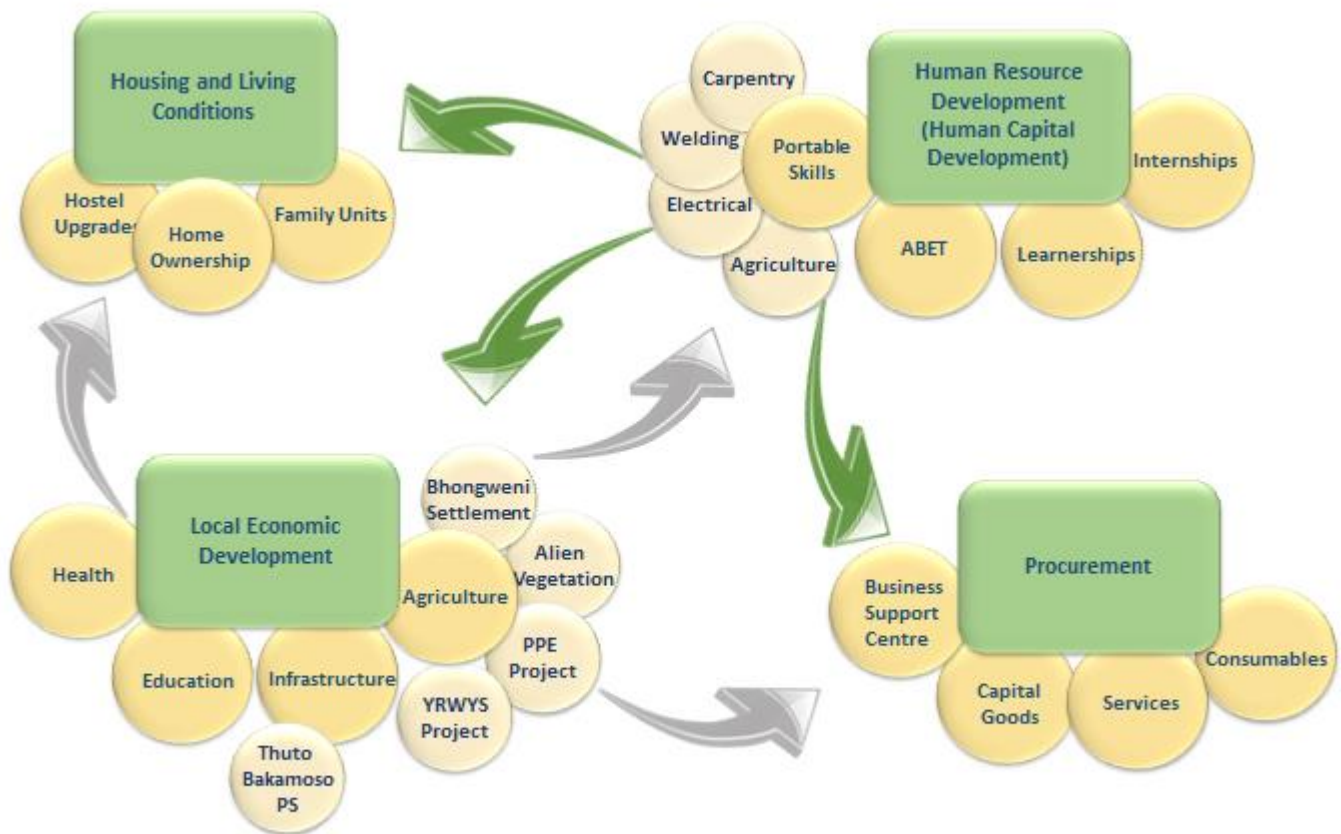 Housing and Living
Conditions
Hostel
Upgrades
Home
Ownership
Family Units
Carpentry
Welding
Electrical
Agriculture
Portable
Skills
Human Resource
Development
(Human Capital
Development)
ABET
Learnerships
Internships
Local Economic
Development
Health
Education
Infrastructure
Agriculture
Bhongweni
Settlement
Alien
Vegetation
PPE
Project
YRWYS
Project
Thuto
Bakamoso
PS
Procurement
Business
Support
Centre
Capital
Goods
Services
Consumables